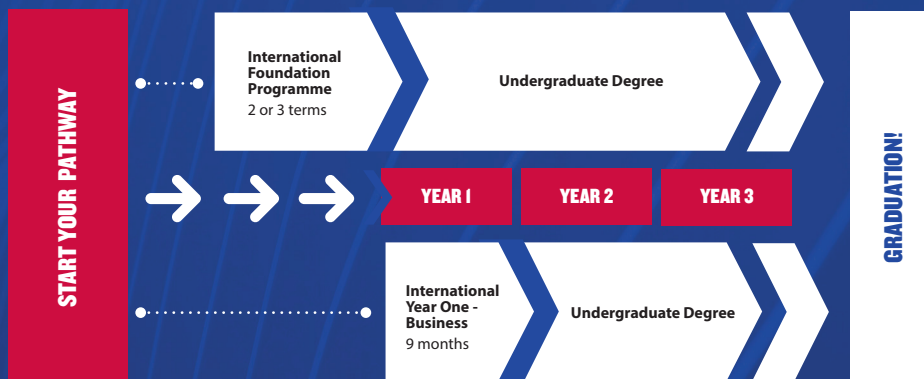 START YOUR PATHWAY
International
Foundation
Programme
2 or 3 terms
Undergraduate Degree
YEAR 1
YEAR 2
YEAR 3
International
Year One -
Business
9 months
Undergraduate Degree
GRADUATION!